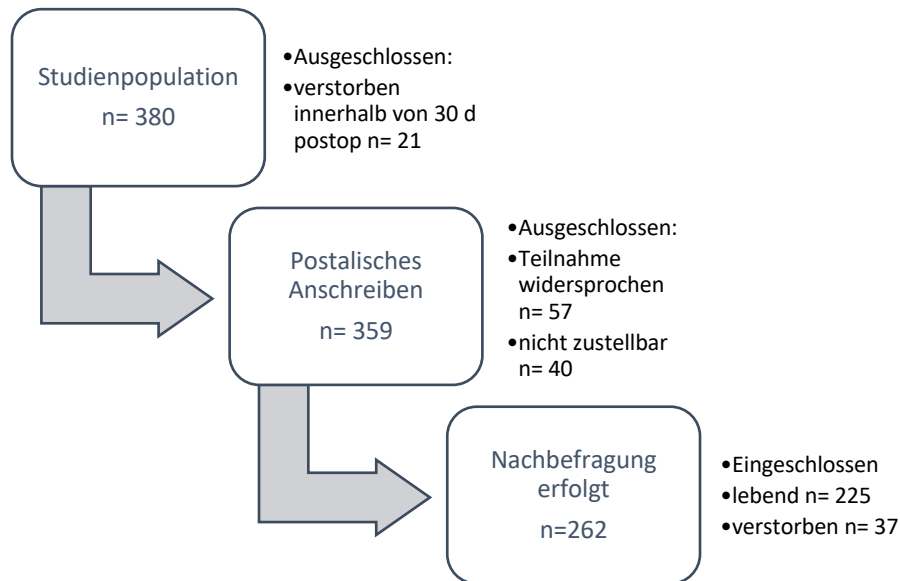 Studienpopulation
n= 380
•Ausgeschlossen:
•verstorben
innerhalb von 30 d
postop n= 21
Postalisches
Anschreiben
n= 359
•Ausgeschlossen:
•Teilnahme
widersprochen
n= 57
•nicht zustellbar
n= 40
Nachbefragung
erfolgt
n=262
•Eingeschlossen
•lebend n= 225
•verstorben n= 37